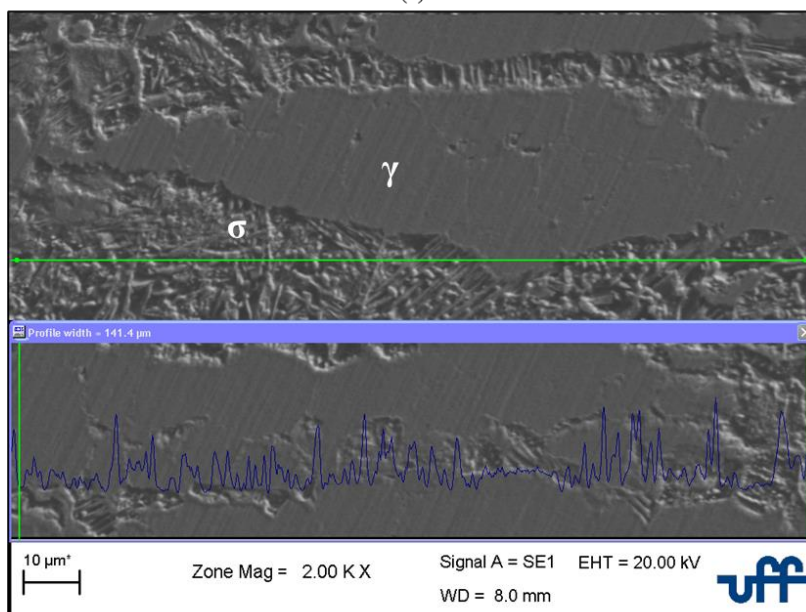 γ
σ
Profile width = 141.4 µm
10 µm*
Zone Mag = 2.00 K X
Signal A = SE1 EHT = 20.00 kV
WD = 8.0 mm
uff